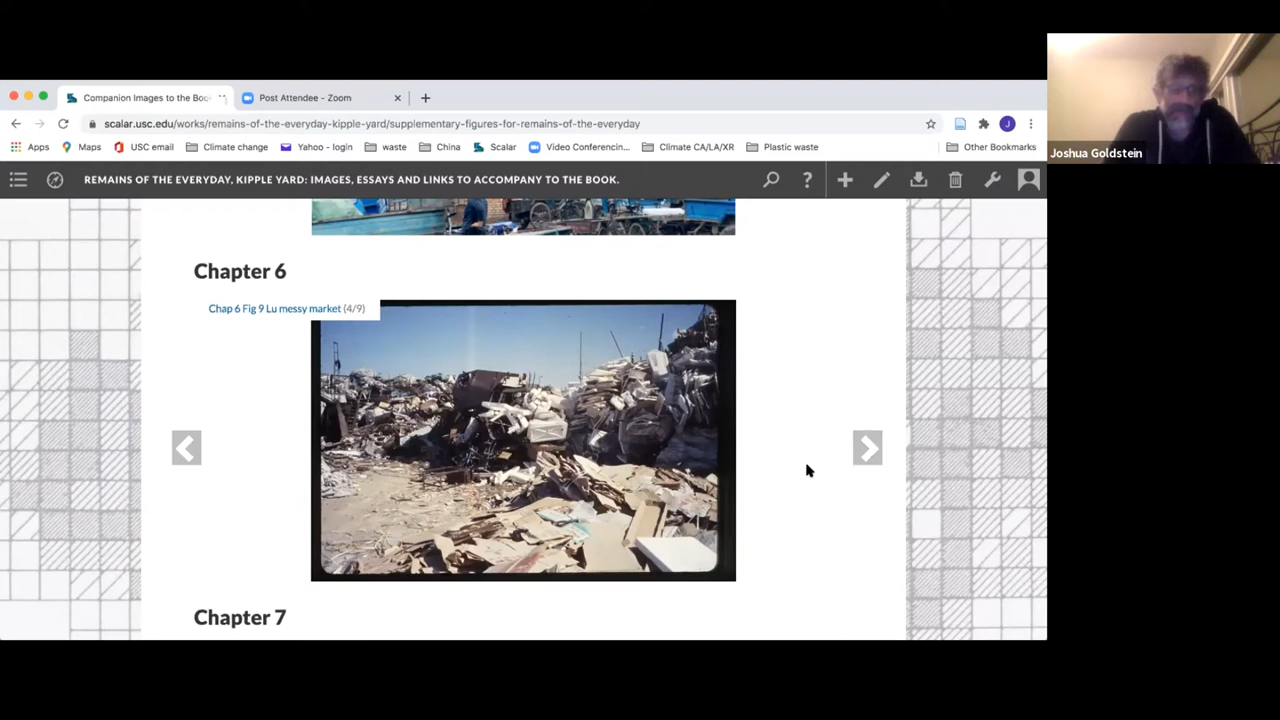 Companion Images to the Boo
Post Attendee - Zoom
scalar.usc.edu/works/remains-of-the-everyday-kipple-yard/supplementary-figures-for-remains-of-the-everyday
Apps Maps USC email Climate change Yahoo - login waste China Scalar Video Conferencin... Climate CA/LA/XR Plastic waste Other Bookmarks
REMAINS OF THE EVERYDAY, KIPPLE YARD: IMAGES, ESSAYS AND LINKS TO ACCOMPANY TO THE BOOK.
Joshua Goldstein
Chapter 6
Chap 6 Fig 9 Lu messy market (4/9)
Chapter 7